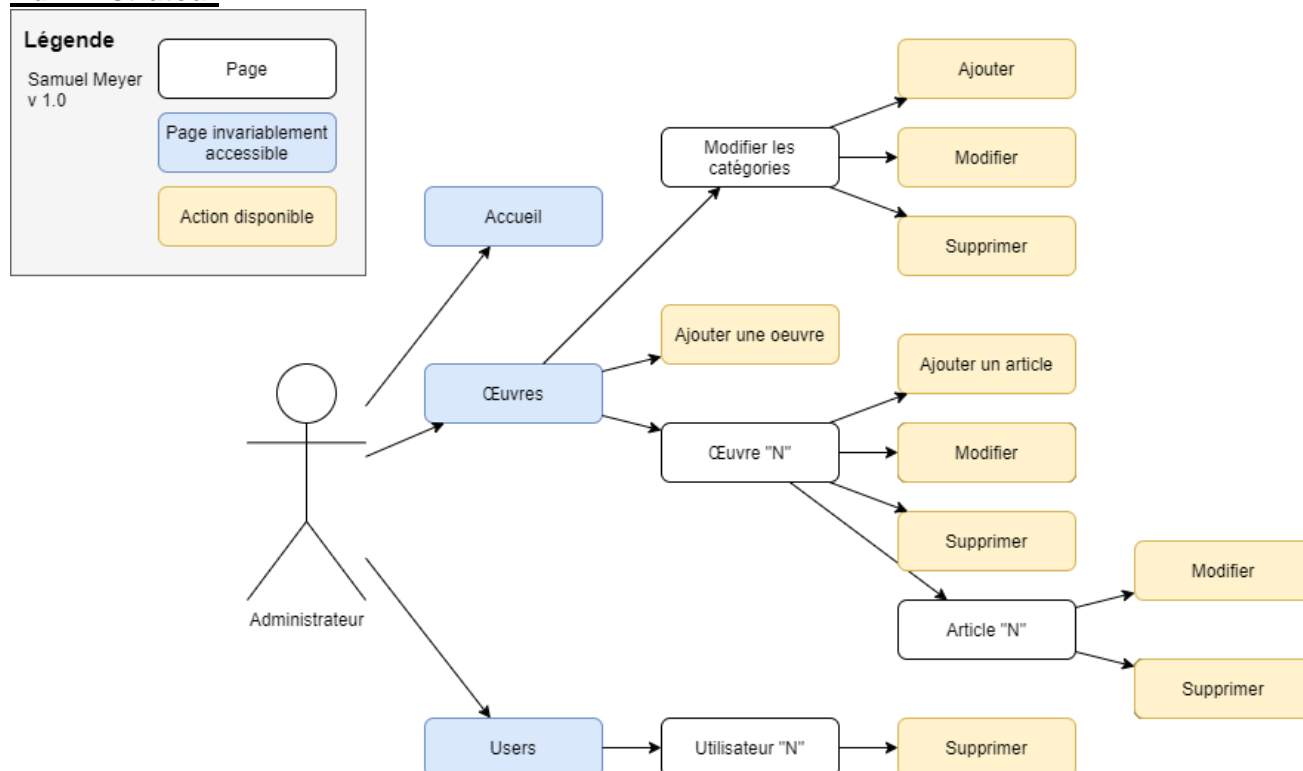 Légende
Samuel Meyer
v 1.0
Page
Page invariablement
accessible
Action disponible
Ajouter
Modifier les
catégories
Modifier
Accueil
Supprimer
Ajouter une oeuvre
Ajouter un article
Œuvres
Œuvre "N"
Modifier
Supprimer
Modifier
Administrateur
Article "N"
Supprimer
Users
Utilisateur "N"
Supprimer